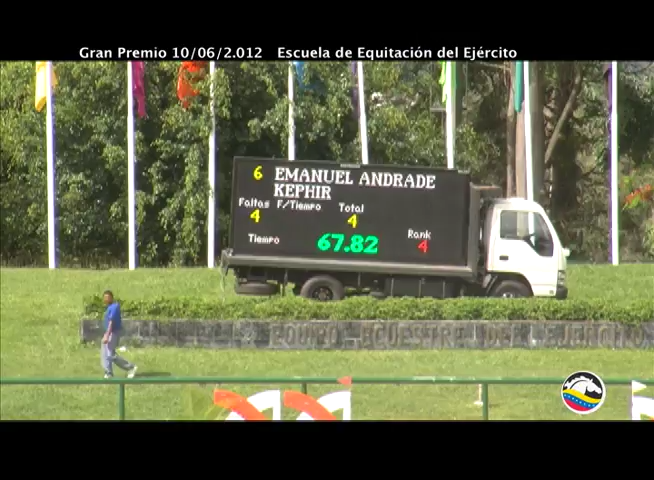 Gran Premio 10/06/2.012 Escuela de Equitación del Ejército
6 EMANUEL ANDRADE
KEPHIR
Faltas F/Tiempo Total
4 4
Tiempo 67.82 Rank
4
EQUIPO ECUESTRE DEL EJERCITO